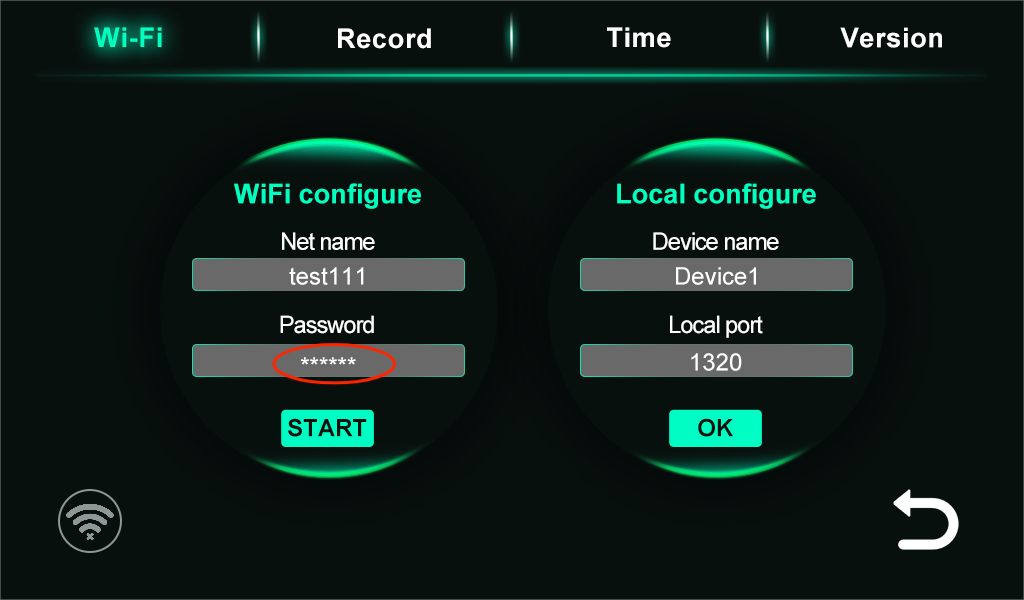 Wi-Fi
Record
Time
Version
WiFi configure
Net name
test111
Password
******
START
Local configure
Device name
Device1
Local port
1320
OK